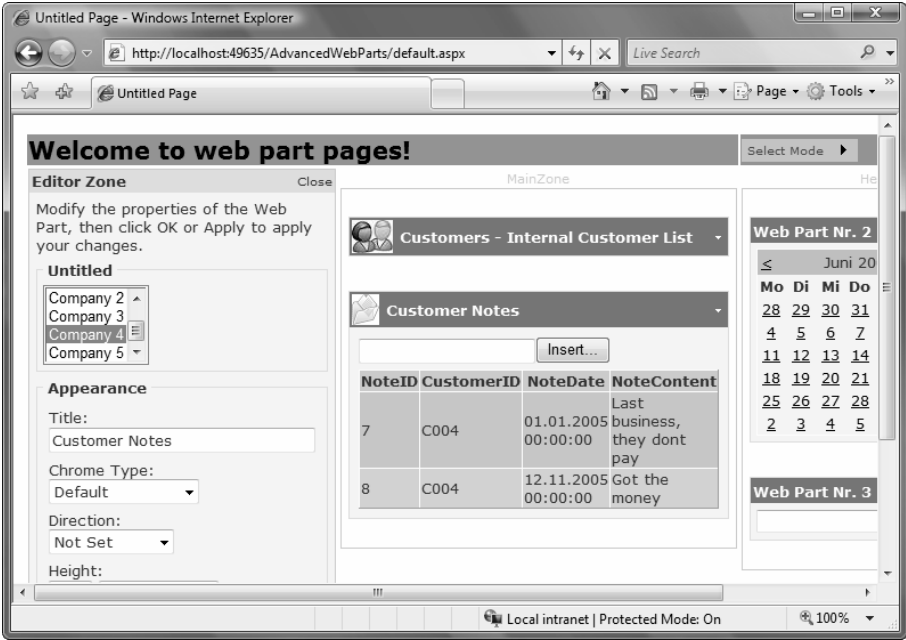 Untitled Page - Windows Internet Explorer
http://localhost:49635/AdvancedWebParts/default.aspx
Live Search
Untitled Page
Page
Tools
Welcome to web part pages!
Select Mode
Editor Zone
Close
Modify the properties of the Web
Part, then click OK or Apply to apply
your changes.
Untitled
Company 2
Company 3
Company 4
Company 5
Appearance
Title:
Customer Notes
Chrome Type:
Default
Direction:
Not Set
Height:
MainZone
Customers - Internal Customer List
Customer Notes
Insert...
NoteID CustomerID NoteDate NoteContent
7 C004 01.01.2005 00:00:00 Last business, they dont pay
8 C004 12.11.2005 00:00:00 Got the money
He
Web Part Nr. 2
< Juni 20
Mo Di Mi Do
28 29 30 31
4 5 6 7
11 12 13 14
18 19 20 21
25 26 27 28
2 3 4 5
Web Part Nr. 3
Local intranet | Protected Mode: On
100%